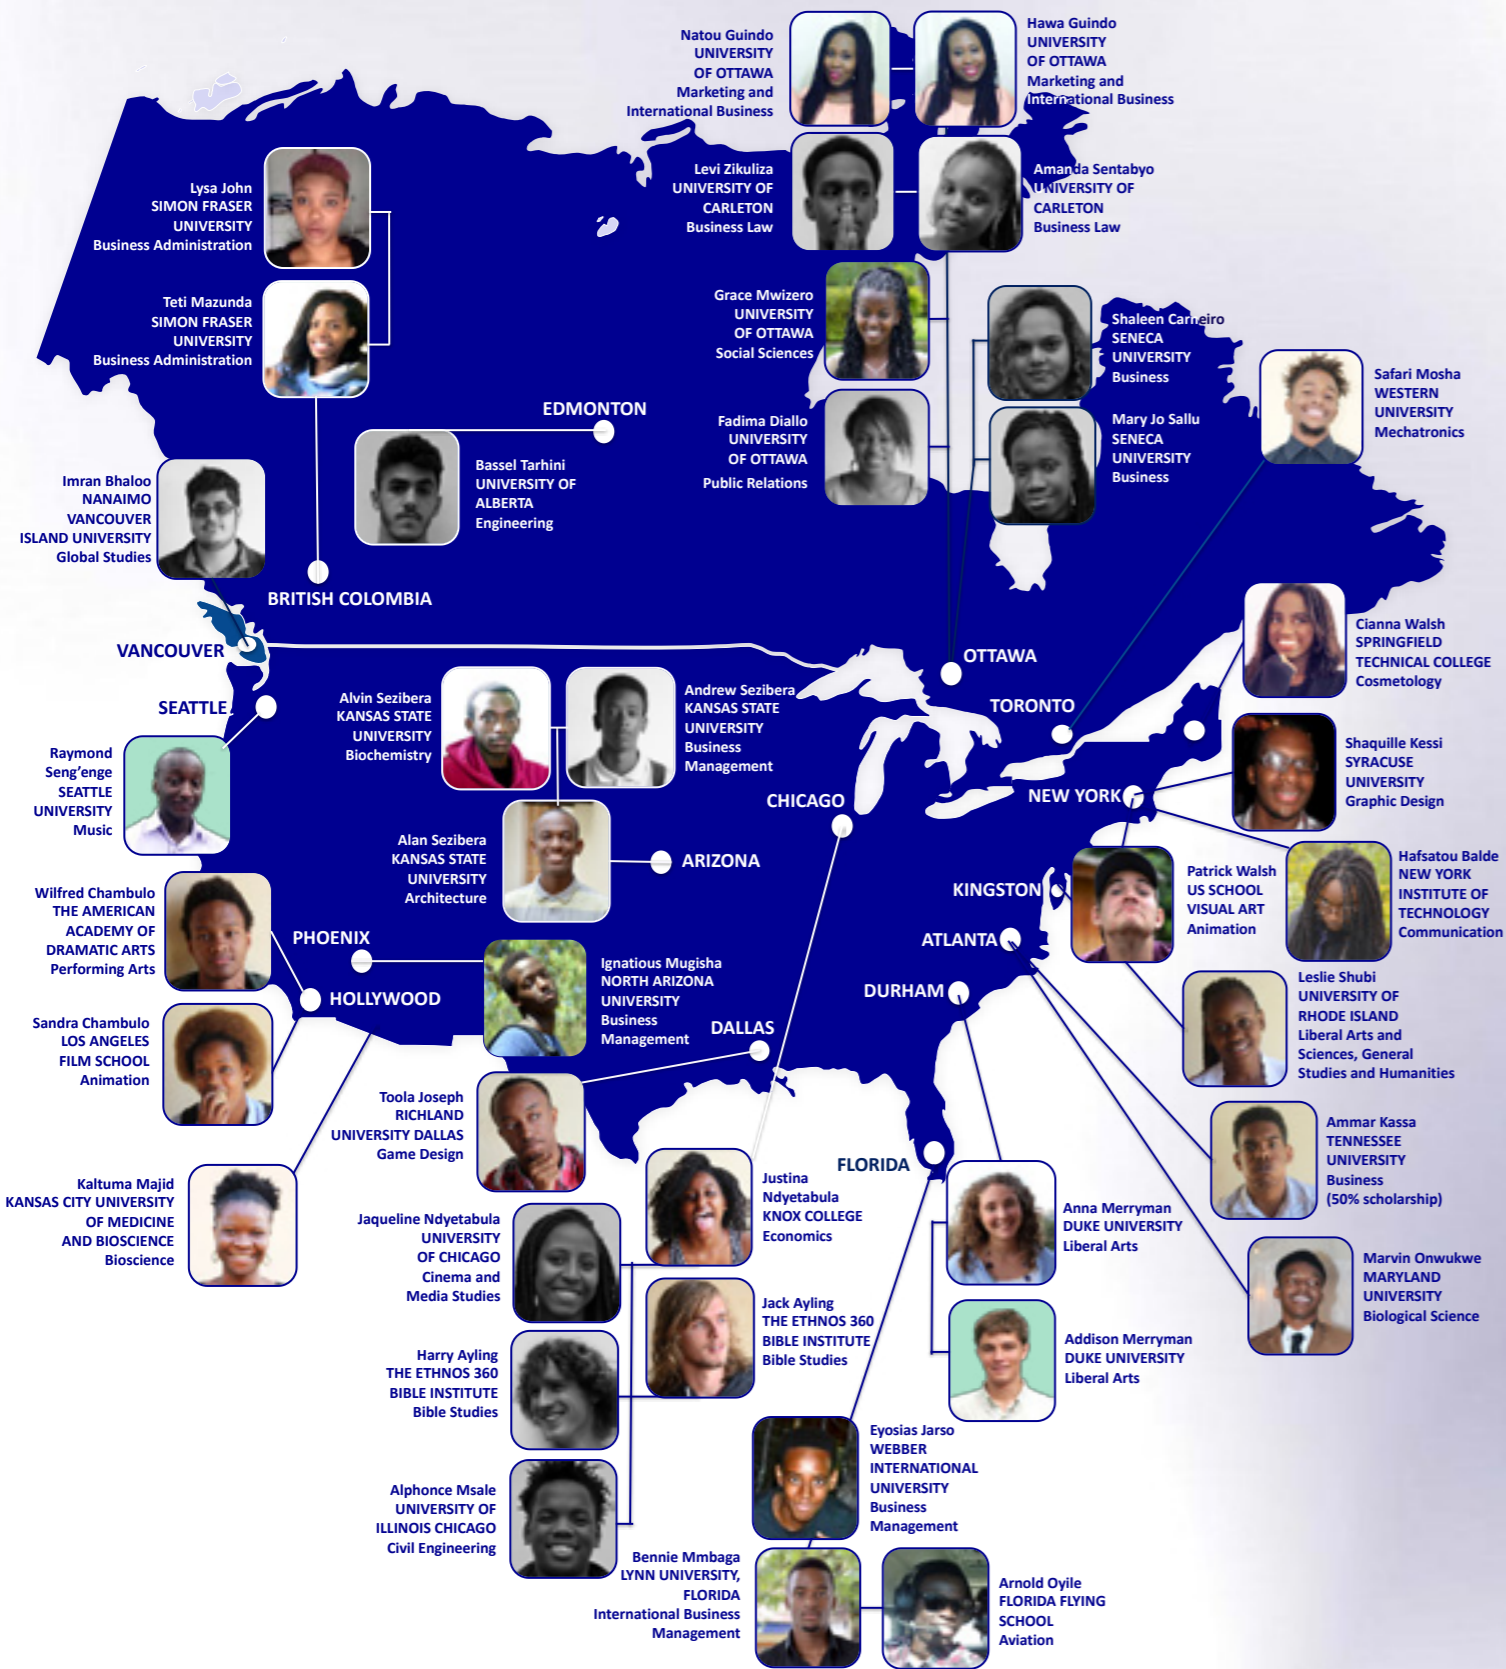 Natou Guindo
UNIVERSITY
OF OTTAWA
Marketing and
International Business
Hawa Guindo
UNIVERSITY
OF OTTAWA
Marketing and
International Business
Levi Zikuliza
UNIVERSITY OF
CARLETON
Business Law
Amanda Sentabyo
UNIVERSITY OF
CARLETON
Business Law
Lysa John
SIMON FRASER
UNIVERSITY
Business Administration
Teti Mazunda
SIMON FRASER
UNIVERSITY
Business Administration
Grace Mwizero
UNIVERSITY
OF OTTAWA
Social Sciences
Shaleen Carneiro
SENECA
UNIVERSITY
Business
Safari Mosha
WESTERN
UNIVERSITY
Mechatronics
EDMONTON
Fadima Diallo
UNIVERSITY
OF OTTAWA
Public Relations
Mary Jo Sallu
SENECA
UNIVERSITY
Business
Imran Bhaloo
NANAIMO
VANCOUVER
ISLAND UNIVERSITY
Global Studies
Bassel Tarhini
UNIVERSITY OF
ALBERTA
Engineering
BRITISH COLOMBIA
VANCOUVER
OTTAWA
Cianna Walsh
SPRINGFIELD
TECHNICAL COLLEGE
Cosmetology
SEATTLE
Alvin Sezibera
KANSAS STATE
UNIVERSITY
Biochemistry
Andrew Sezibera
KANSAS STATE
UNIVERSITY
Business
Management
TORONTO
Raymond
Seng'enge
SEATTLE
UNIVERSITY
Music
Shaquille Kessi
SYRACUSE
UNIVERSITY
Graphic Design
CHICAGO
NEW YORK
Alan Sezibera
KANSAS STATE
UNIVERSITY
Architecture
ARIZONA
KINGSTON
Patrick Walsh
US SCHOOL
VISUAL ART
Animation
Hafsatou Balde
NEW YORK
INSTITUTE OF
TECHNOLOGY
Communication
Wilfred Chambulo
THE AMERICAN
ACADEMY OF
DRAMATIC ARTS
Performing Arts
PHOENIX
ATLANTA
Ignatious Mugisha
NORTH ARIZONA
UNIVERSITY
Business
Management
HOLLYWOOD
DURHAM
Leslie Shubi
UNIVERSITY OF
RHODE ISLAND
Liberal Arts and
Sciences, General
Studies and Humanities
Sandra Chambulo
LOS ANGELES
FILM SCHOOL
Animation
DALLAS
Toola Joseph
RICHLAND
UNIVERSITY DALLAS
Game Design
Ammar Kassa
TENNESSEE
UNIVERSITY
Business
(50% scholarship)
FLORIDA
Kaltuma Majid
KANSAS CITY UNIVERSITY
OF MEDICINE
AND BIOSCIENCE
Bioscience
Justina
Ndyetabula
KNOX COLLEGE
Economics
Anna Merryman
DUKE UNIVERSITY
Liberal Arts
Jaqueline Ndyetabula
UNIVERSITY
OF CHICAGO
Cinema and
Media Studies
Marvin Onwukwe
MARYLAND
UNIVERSITY
Biological Science
Jack Ayling
THE ETHNOS 360
BIBLE INSTITUTE
Bible Studies
Addison Merryman
DUKE UNIVERSITY
Liberal Arts
Harry Ayling
THE ETHNOS 360
BIBLE INSTITUTE
Bible Studies
Eyosias Jarso
WEBBER
INTERNATIONAL
UNIVERSITY
Business
Management
Alphonce Msale
UNIVERSITY OF
ILLINOIS CHICAGO
Civil Engineering
Bennie Mmbaga
LYNN UNIVERSITY,
FLORIDA
International Business
Management
Arnold Oyile
FLORIDA FLYING
SCHOOL
Aviation